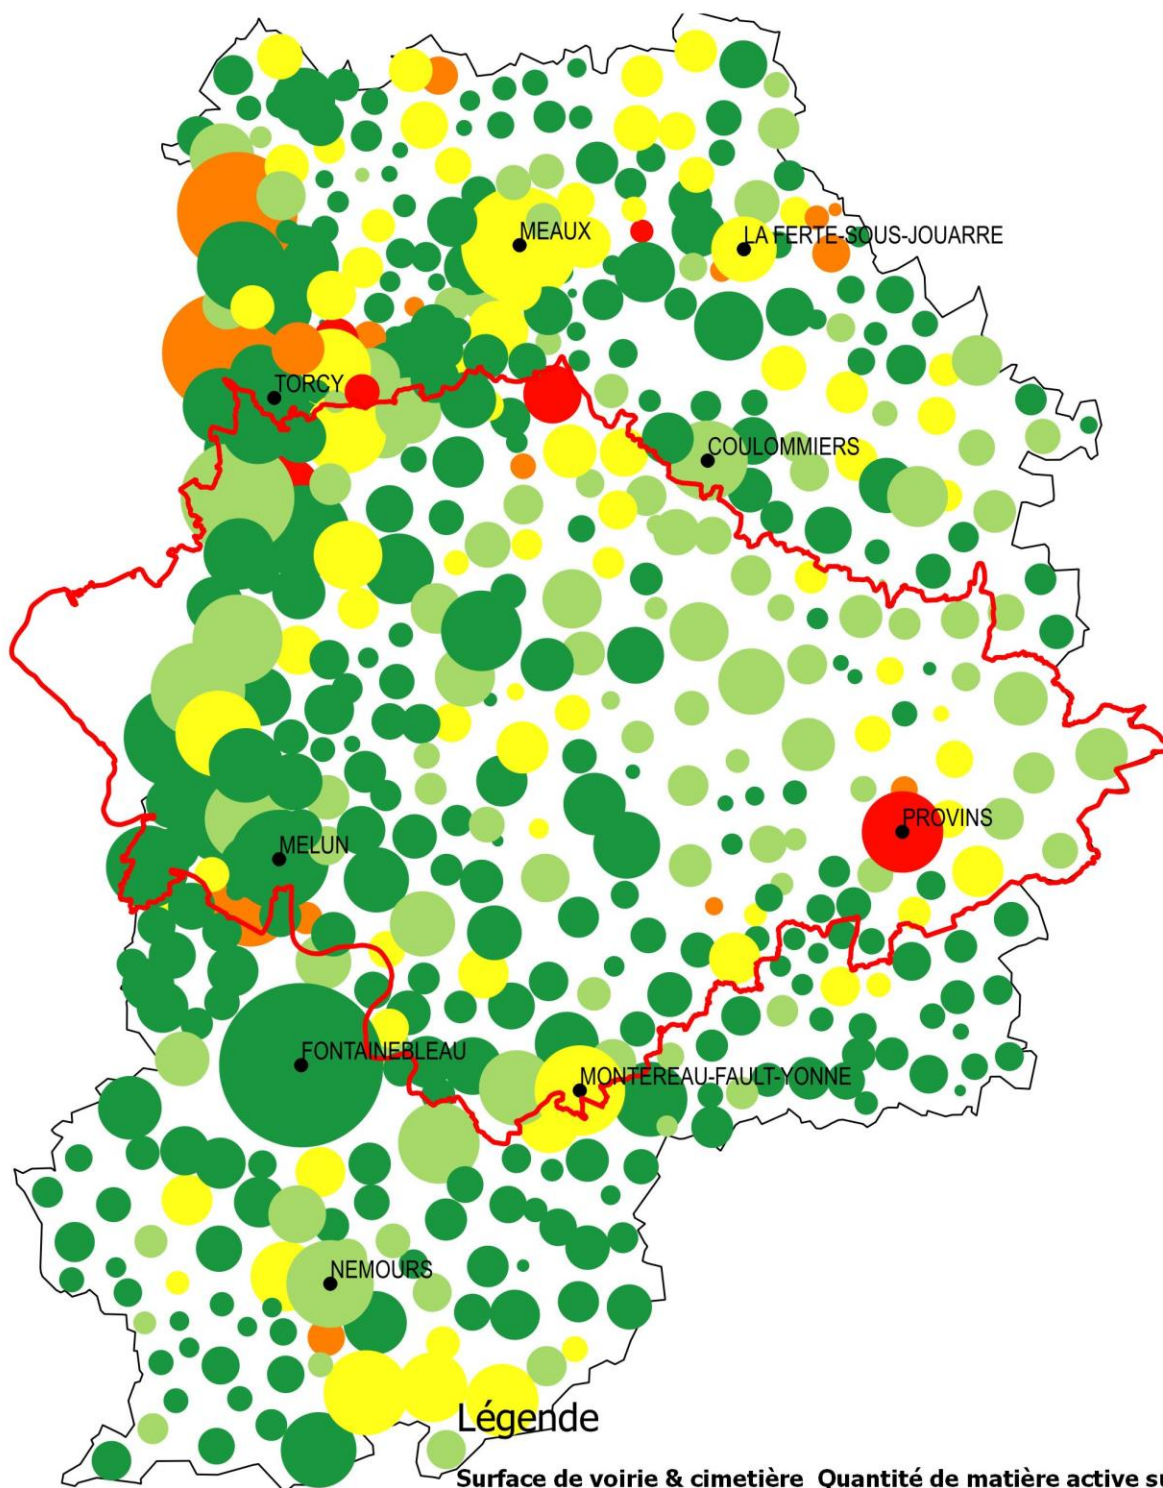 MEAUX
LA FERTE-SOUS-JOUARRE
TORCY
COULOMMIERS
PROVINS
MELUN
FONTAINEBLEAU
MONTEREAU-FAULT-YONNE
NEMOURS
Légende
Surface de voirie & cimetière Quantité de matière active su